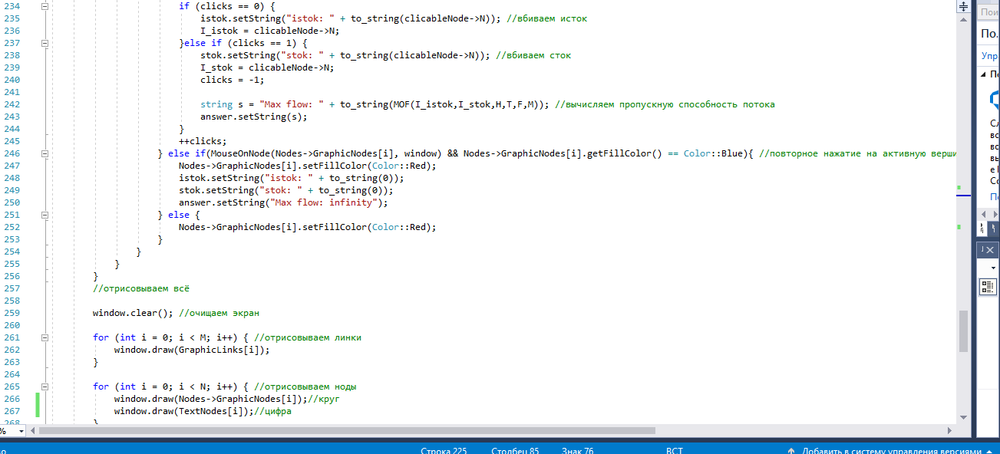 234 if (clicks == 0) {
235 istok.setString("istok: " + to_string(clicableNode->N)); //вбиваем исток
236 I_istok = clicableNode->N;
237 }else if (clicks == 1) {
238 stok.setString("stok: " + to_string(clicableNode->N)); //вбиваем сток
239 I_stok = clicableNode->N;
240 clicks = -1;
241
242 string s = "Max flow: " + to_string(MOF(I_istok,I_stok,H,T,F,M)); //вычисляем пропускную способность потока
243 answer.setString(s);
244 }
245 ++clicks;
246 } else if(MouseOnNode(Nodes->GraphicNodes[i], window) && Nodes->GraphicNodes[i].getFillColor() == Color::Blue){ //повторное нажатие на активную верши
247 Nodes->GraphicNodes[i].setFillColor(Color::Red);
248 istok.setString("istok: " + to_string(0));
249 stok.setString("stok: " + to_string(0));
250 answer.setString("Max flow: infinity");
251 } else {
252 Nodes->GraphicNodes[i].setFillColor(Color::Red);
253 }
254 }
255 }
256 }
257 //отрисовываем всё
258
259 window.clear(); //очищаем экран
260
261 for (int i = 0; i < M; i++) { //отрисовываем линки
262 window.draw(GraphicLinks[i]);
263 }
264
265 for (int i = 0; i < N; i++) { //отрисовываем ноды
266 window.draw(Nodes->GraphicNodes[i]);//круг
267 window.draw(TextNodes[i]);//цифра
268 }
%
Строка 225 Столбец 85 Знак 76 ВСТ Добавить в систему управления версиями
Пои
По.
Упр
По